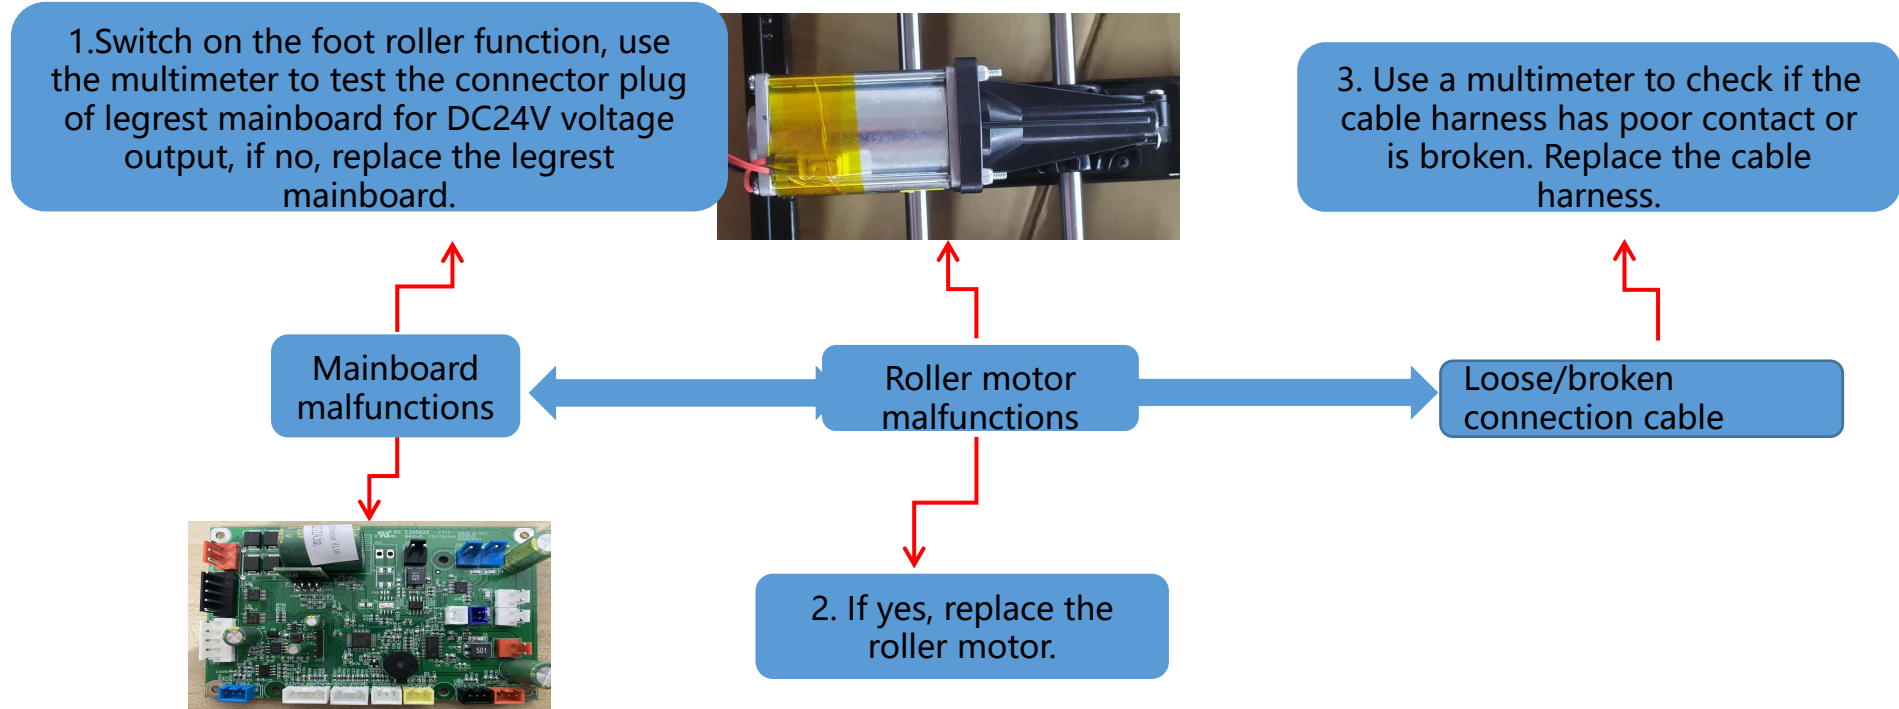 1.Switch on the foot roller function, use
the multimeter to test the connector plug
of legrest mainboard for DC24V voltage
output, if no, replace the legrest
mainboard.
3. Use a multimeter to check if the
cable harness has poor contact or
is broken. Replace the cable
harness.
Mainboard
malfunctions
Roller motor
malfunctions
Loose/broken
connection cable
2. If yes, replace the
roller motor.
501